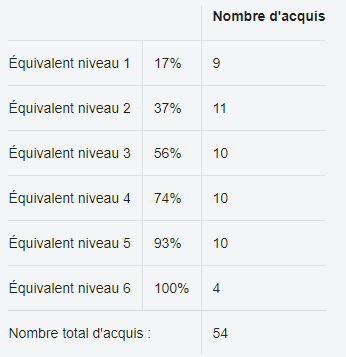 Nombre d'acquis
Équivalent niveau 1 17% 9
Équivalent niveau 2 37% 11
Équivalent niveau 3 56% 10
Équivalent niveau 4 74% 10
Équivalent niveau 5 93% 10
Équivalent niveau 6 100% 4
Nombre total d'acquis : 54